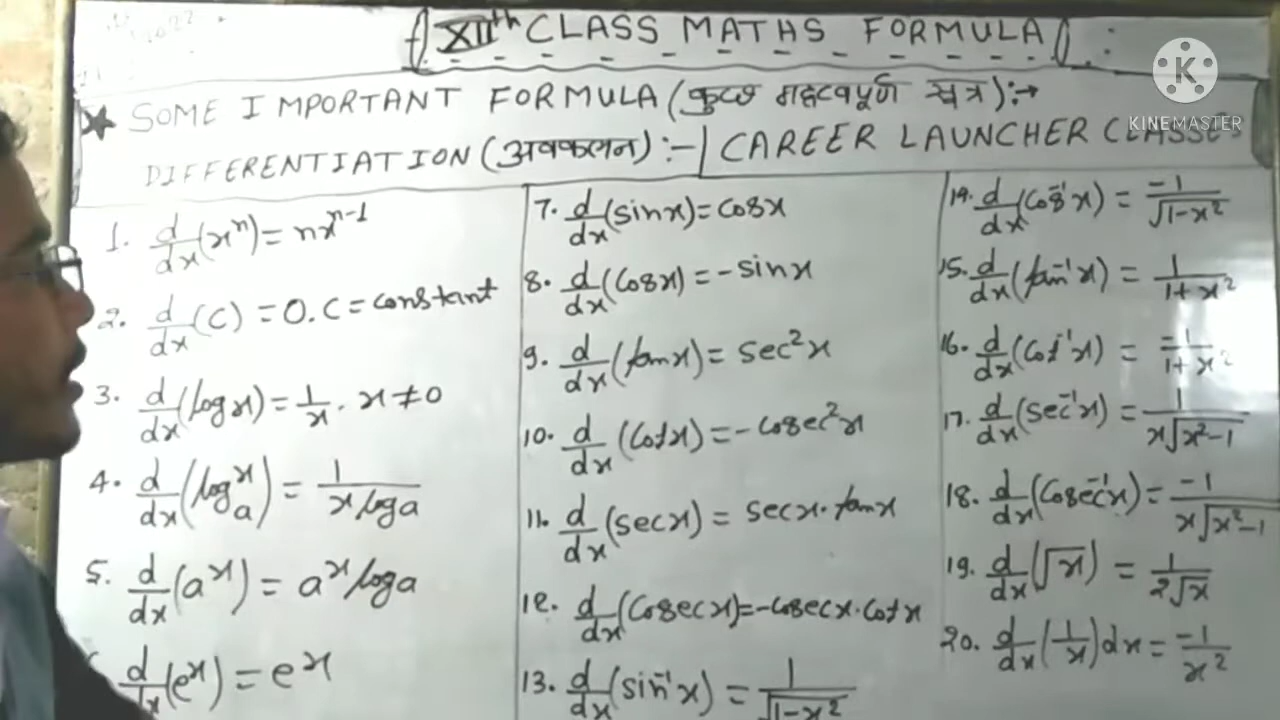 XIIth CLASS MATHS FORMULA
★ SOME IMPORTANT FORMULA (कुछ महत्वपूर्ण सूत्र):→
DIFFERENTIATION (अवकलन):- | CAREER LAUNCHER CLASSES
KINEMASTER
1. d/dx(xⁿ) = nxⁿ⁻¹
2. d/dx(C) = 0. C = constant
3. d/dx(log x) = 1/x. x ≠ 0
4. d/dx(logₐ x) = 1/(x log a)
5. d/dx(aˣ) = aˣ log a
d/dx(eˣ) = eˣ
7. d/dx(sinx) = cosx
8. d/dx(cosx) = -sinx
9. d/dx(tanx) = sec²x
10. d/dx(cotx) = -cosec²x
11. d/dx(secx) = secx·tanx
12. d/dx(cosecx) = -cosecx·cotx
13. d/dx(sin⁻¹x) = 1/√(1-x²)
14. d/dx(cos⁻¹x) = -1/√(1-x²)
15. d/dx(tan⁻¹x) = 1/(1+x²)
16. d/dx(cot⁻¹x) = -1/(1+x²)
17. d/dx(sec⁻¹x) = 1/(x√(x²-1))
18. d/dx(cosec⁻¹x) = -1/(x√(x²-1))
19. d/dx(√x) = 1/(2√x)
20. d/dx(1/x)dx = -1/x²